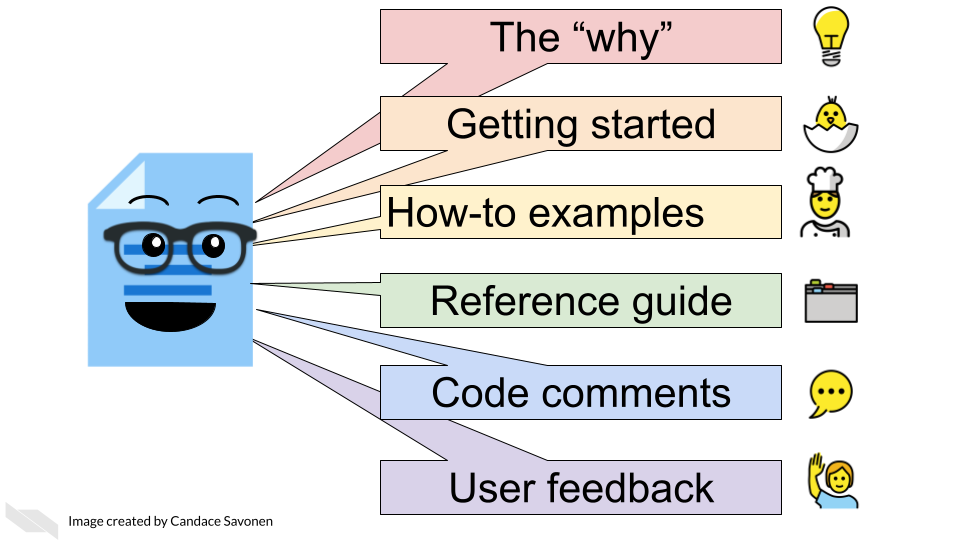 The “why”
Getting started
How-to examples
Reference guide
Code comments
User feedback
Image created by Candace Savonen